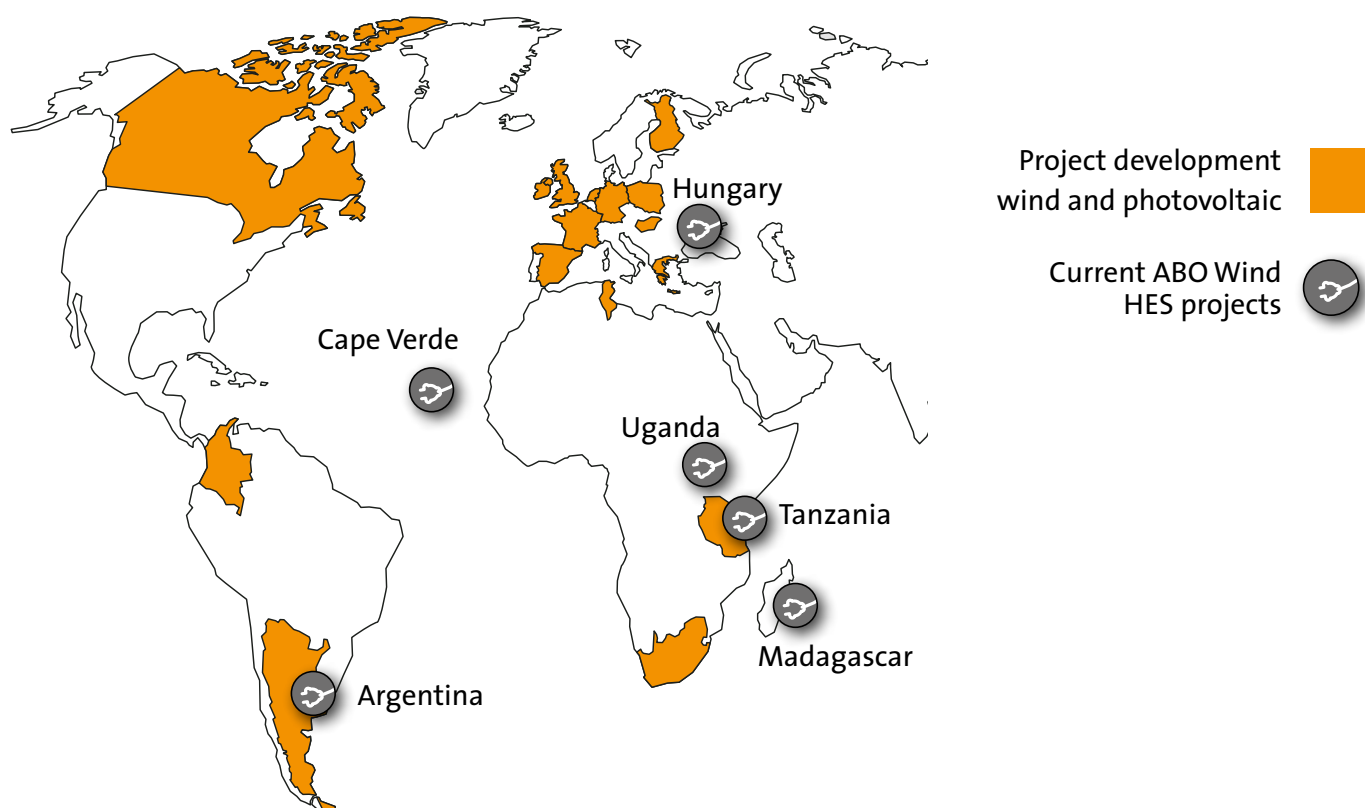 Project development
wind and photovoltaic
Hungary
Current ABO Wind
HES projects
Cape Verde
Uganda
Tanzania
Madagascar
Argentina